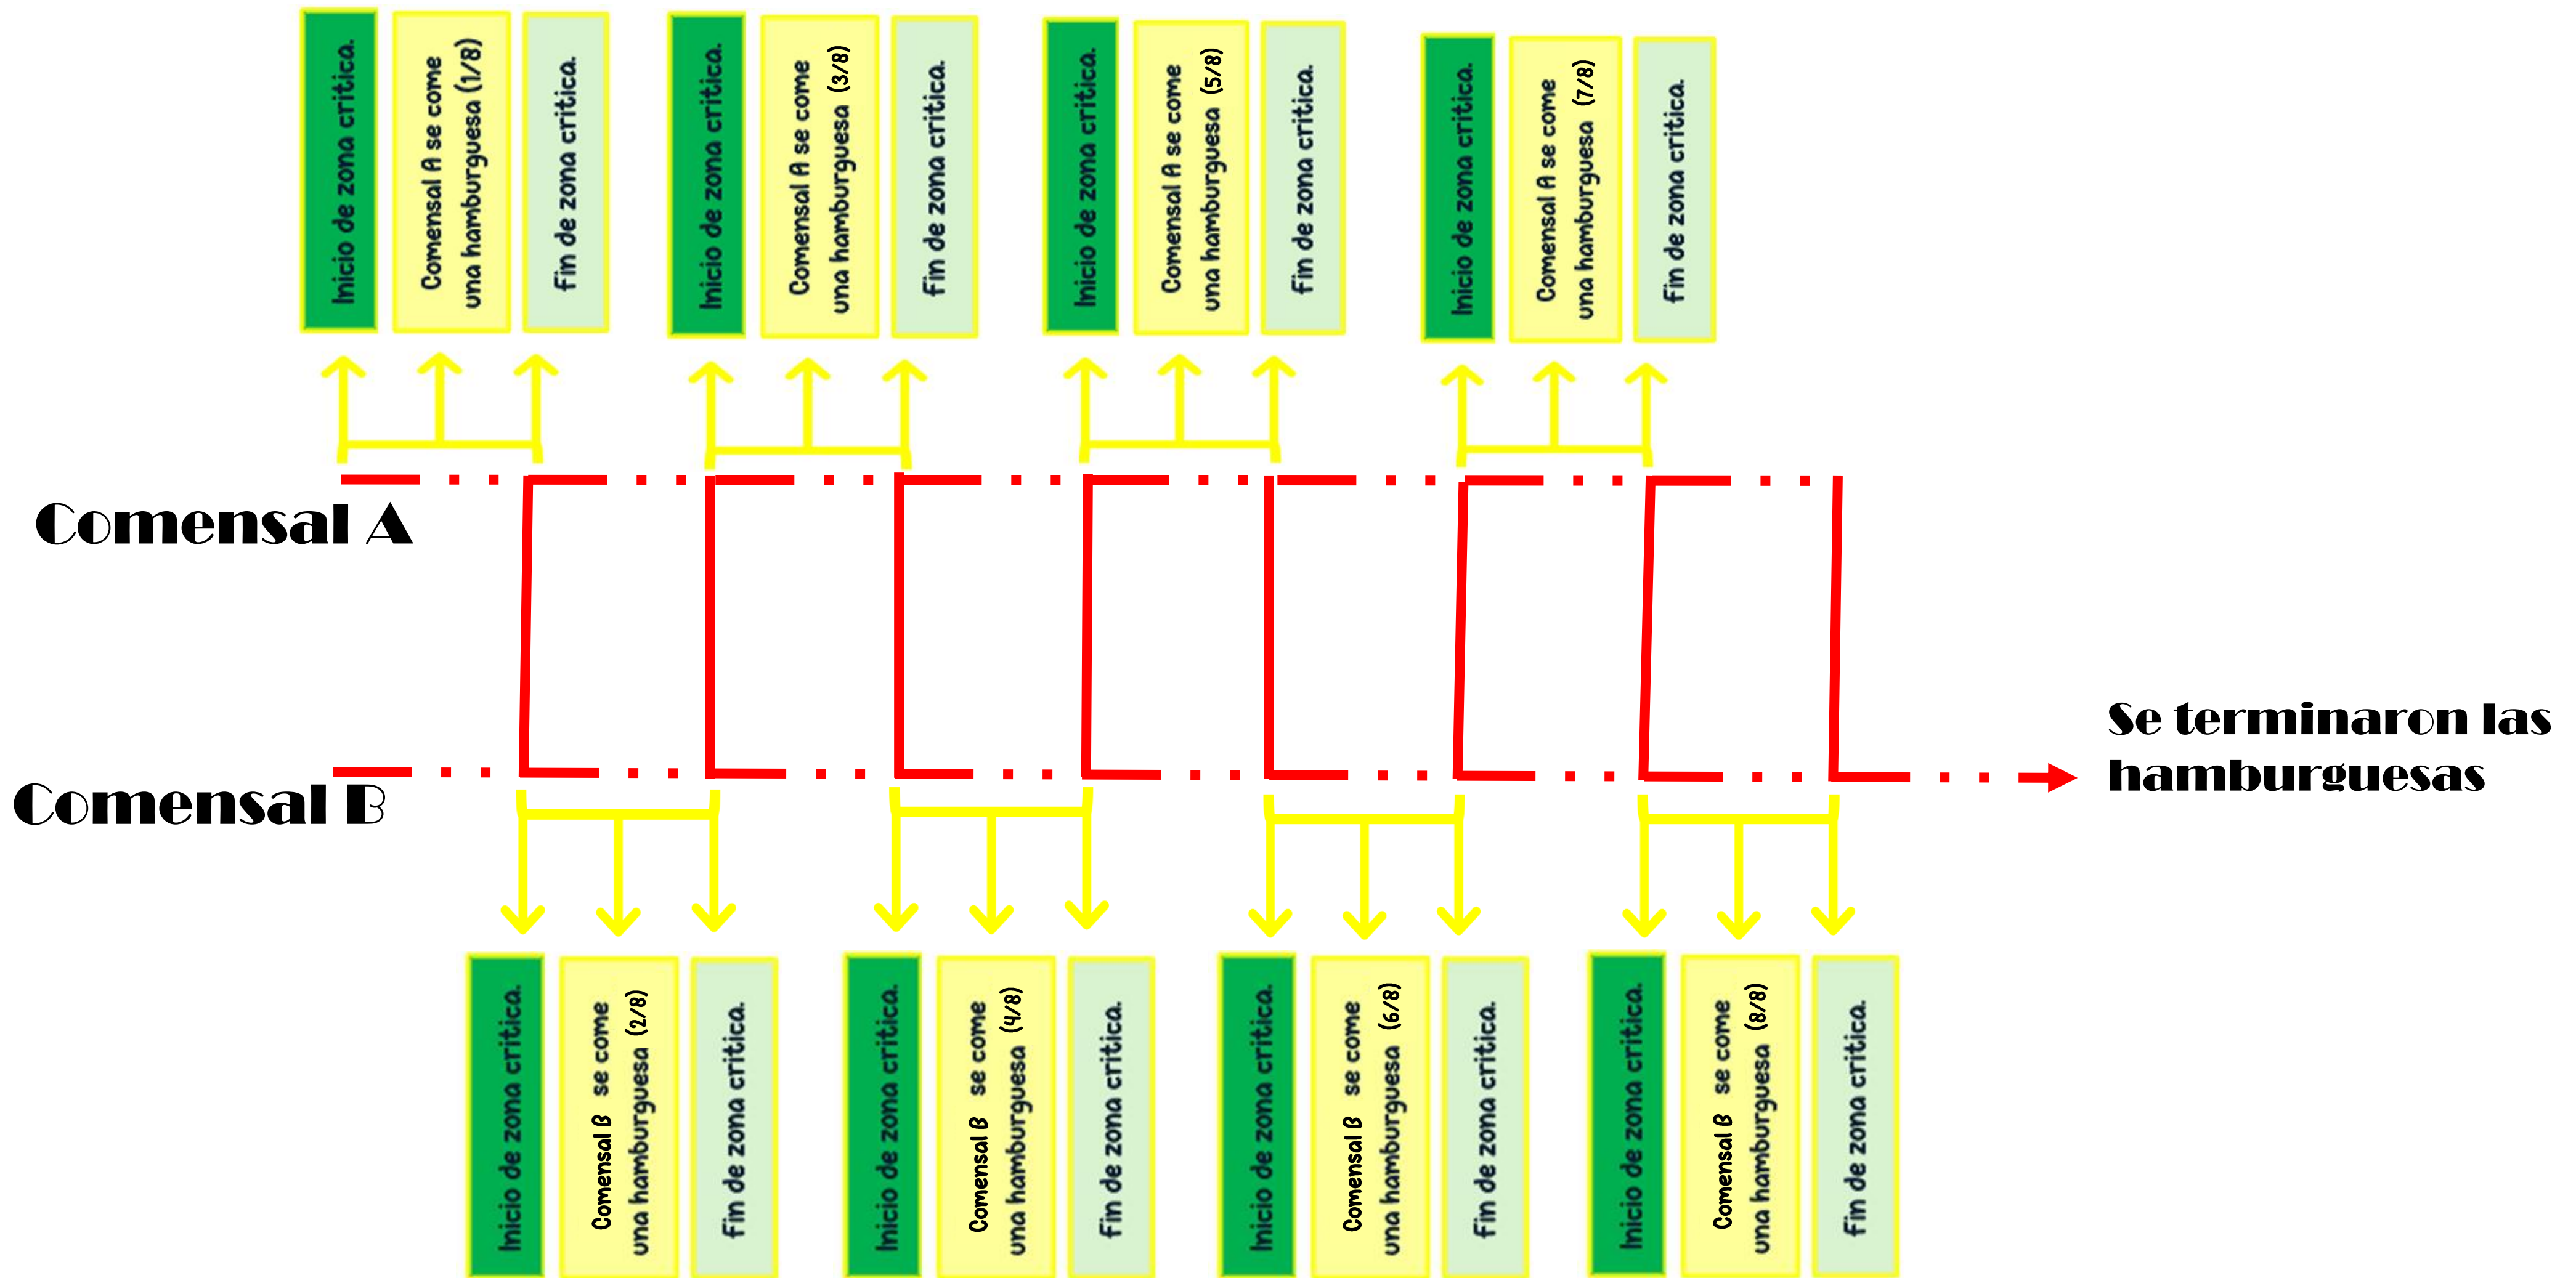 Inicio de zona critica.
Comensal A se come
una hamburguesa (1/8)
fin de zona critica.
Inicio de zona critica.
Comensal A se come
una hamburguesa (3/8)
fin de zona critica.
Inicio de zona critica.
Comensal A se come
una hamburguesa (5/8)
fin de zona critica.
Inicio de zona critica.
Comensal A se come
una hamburguesa (7/8)
fin de zona critica.
Comensal A
Comensal B
Se terminaron las
hamburguesas
Inicio de zona critica.
Comensal B se come
una hamburguesa (2/8)
fin de zona critica.
Inicio de zona critica.
Comensal B se come
una hamburguesa (4/8)
fin de zona critica.
Inicio de zona critica.
Comensal B se come
una hamburguesa (6/8)
fin de zona critica.
Inicio de zona critica.
Comensal B se come
una hamburguesa (8/8)
fin de zona critica.